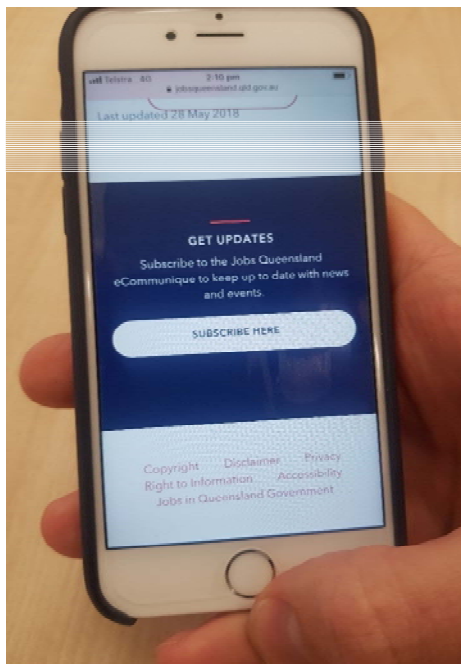 Telstra 4G 2:10 pm
jobsqueensland.qld.gov.au
Last updated 28 May 2018
GET UPDATES
Subscribe to the Jobs Queensland
eCommunique to keep up to date with news
and events.
SUBSCRIBE HERE
Copyright Disclaimer Privacy
Right to Information Accessibility
Jobs in Queensland Government